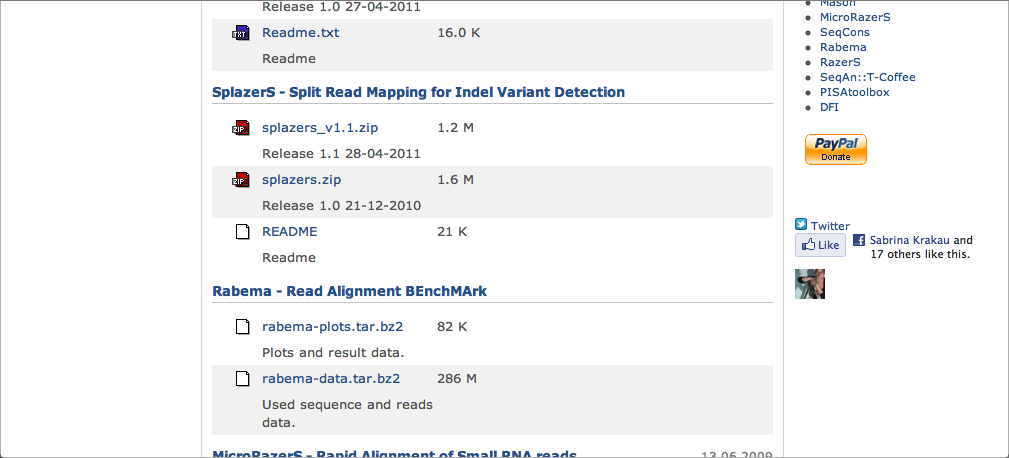 Release 1.0 27-04-2011
TXT
Readme.txt 16.0 K
Readme
SplazerS - Split Read Mapping for Indel Variant Detection
ZIP
splazers_v1.1.zip 1.2 M
Release 1.1 28-04-2011
ZIP
splazers.zip 1.6 M
Release 1.0 21-12-2010
README 21 K
Readme
Rabema - Read Alignment BEnchMArk
rabema-plots.tar.bz2 82 K
Plots and result data.
rabema-data.tar.bz2 286 M
Used sequence and reads
data.
MicroRazerS - Rapid Alignment of Small RNA reads 13.06.2009
Mason
MicroRazerS
SeqCons
Rabema
RazerS
SeqAn::T-Coffee
PISAtoolbox
DFI
PayPal
Donate
Twitter
Like
Sabrina Krakau and
17 others like this.